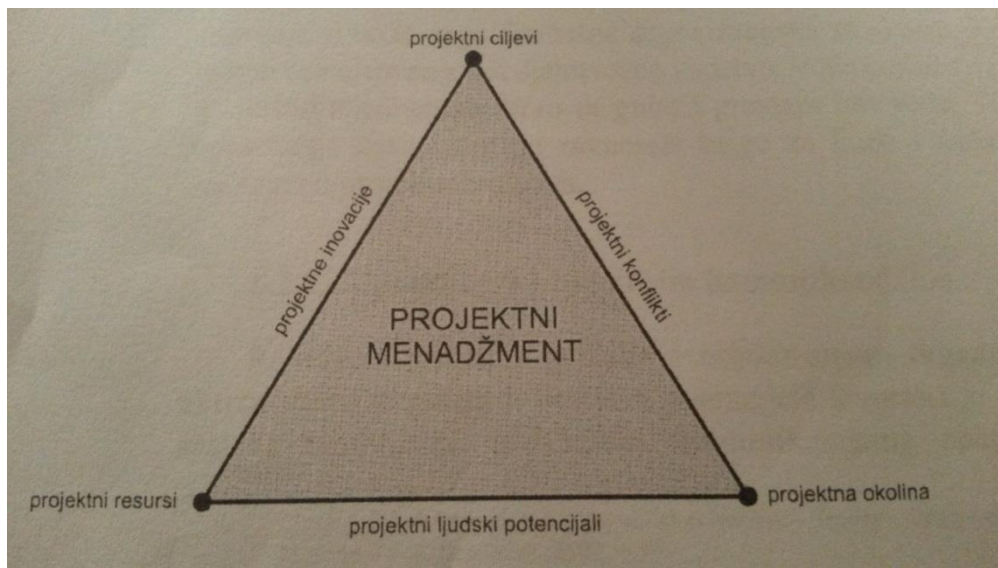 projektni ciljevi
projektne inovacije
projektni konflikti
PROJEKTNI
MENADŽMENT
projektni resursi
projektna okolina
projektni ljudski potencijali